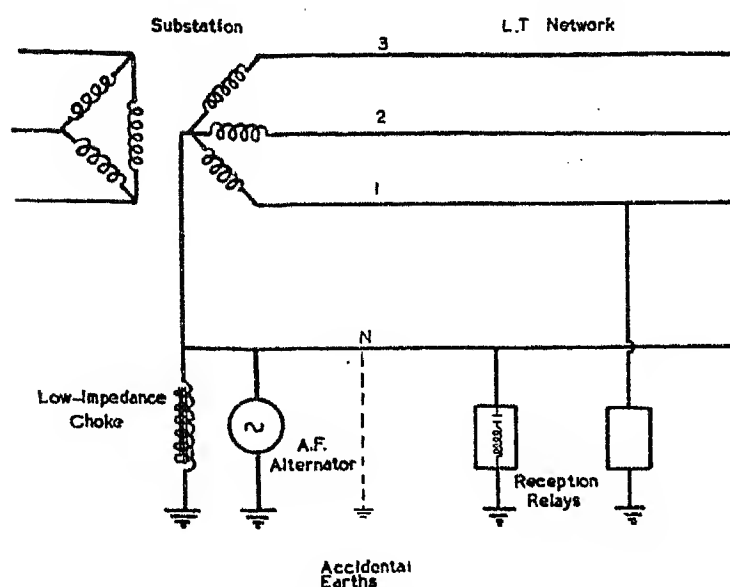 Substation
L.T Network
3
2
1
N
Low-Impedance
Choke
A.F.
Alternator
Reception
Relays
Accidental
Earths